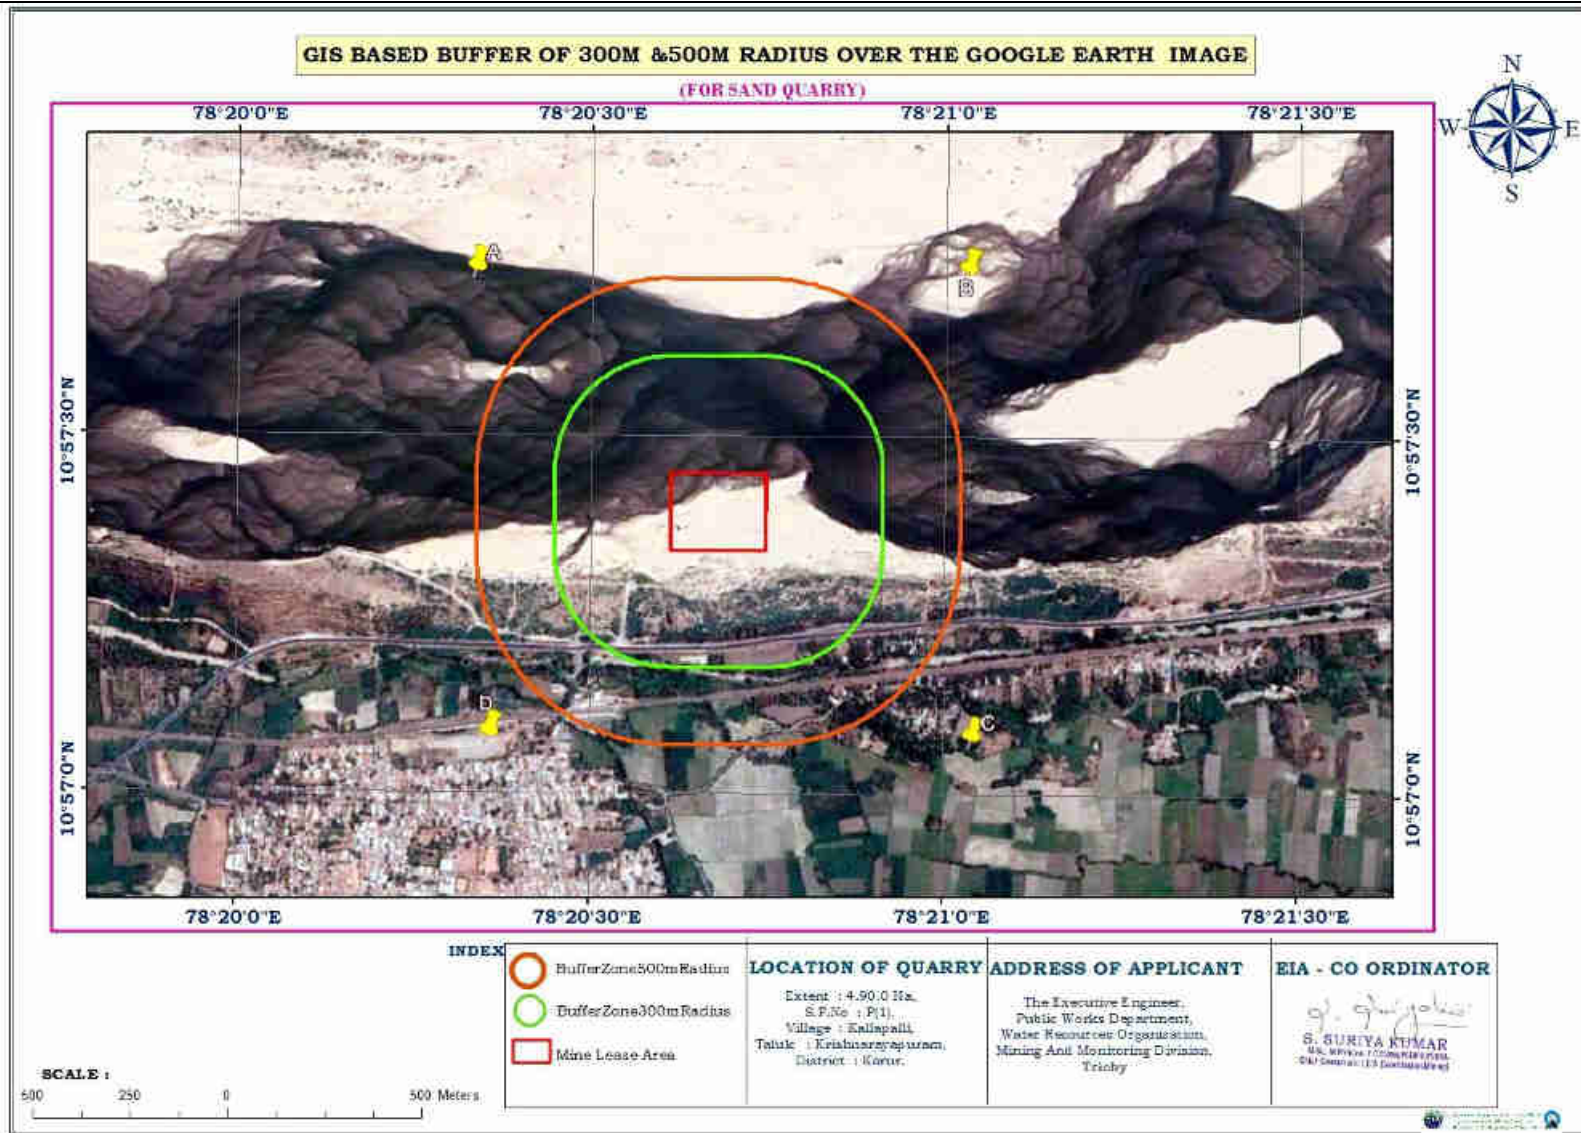 GIS BASED BUFFER OF 300M &500M RADIUS OVER THE GOOGLE EARTH IMAGE
(FOR SAND QUARRY)
N
W E
S
78°20'0"E 78°20'30"E 78°21'0"E 78°21'30"E
A
B
10°57'30"N
10°57'30"N
D
C
10°57'0"N
10°57'0"N
78°20'0"E 78°20'30"E 78°21'0"E 78°21'30"E
INDEX
BufferZone500mRadius
BufferZone300mRadius
Mine Lease Area
LOCATION OF QUARRY
Extent : 4.90.0 Ha,
S.F.No : P(1),
Village : Kallapalli,
Taluk : Krishnarayapuram,
District : Karur.
ADDRESS OF APPLICANT
The Executive Engineer,
Public Works Department,
Water Resources Organisation,
Mining And Monitoring Division,
Trichy
EIA - CO ORDINATOR
S. SURIYA KUMAR
SCALE :
500 250 0 500 Meters